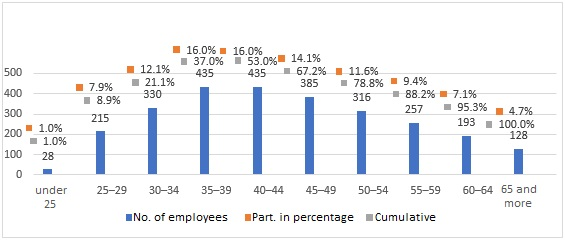 16.0% 16.0%
12.1% 37.0% 53.0% 14.1%
7.9% 21.1% 435 435 67.2% 11.6%
8.9% 330 385 78.8% 9.4%
500 316 88.2% 7.1%
400 215 257 95.3% 4.7%
300 1.0% 193 100.0%
200 1.0% 128
100 28
0
under 25 25–29 30–34 35–39 40–44 45–49 50–54 55–59 60–64 65 and more
No. of employees Part. in percentage Cumulative